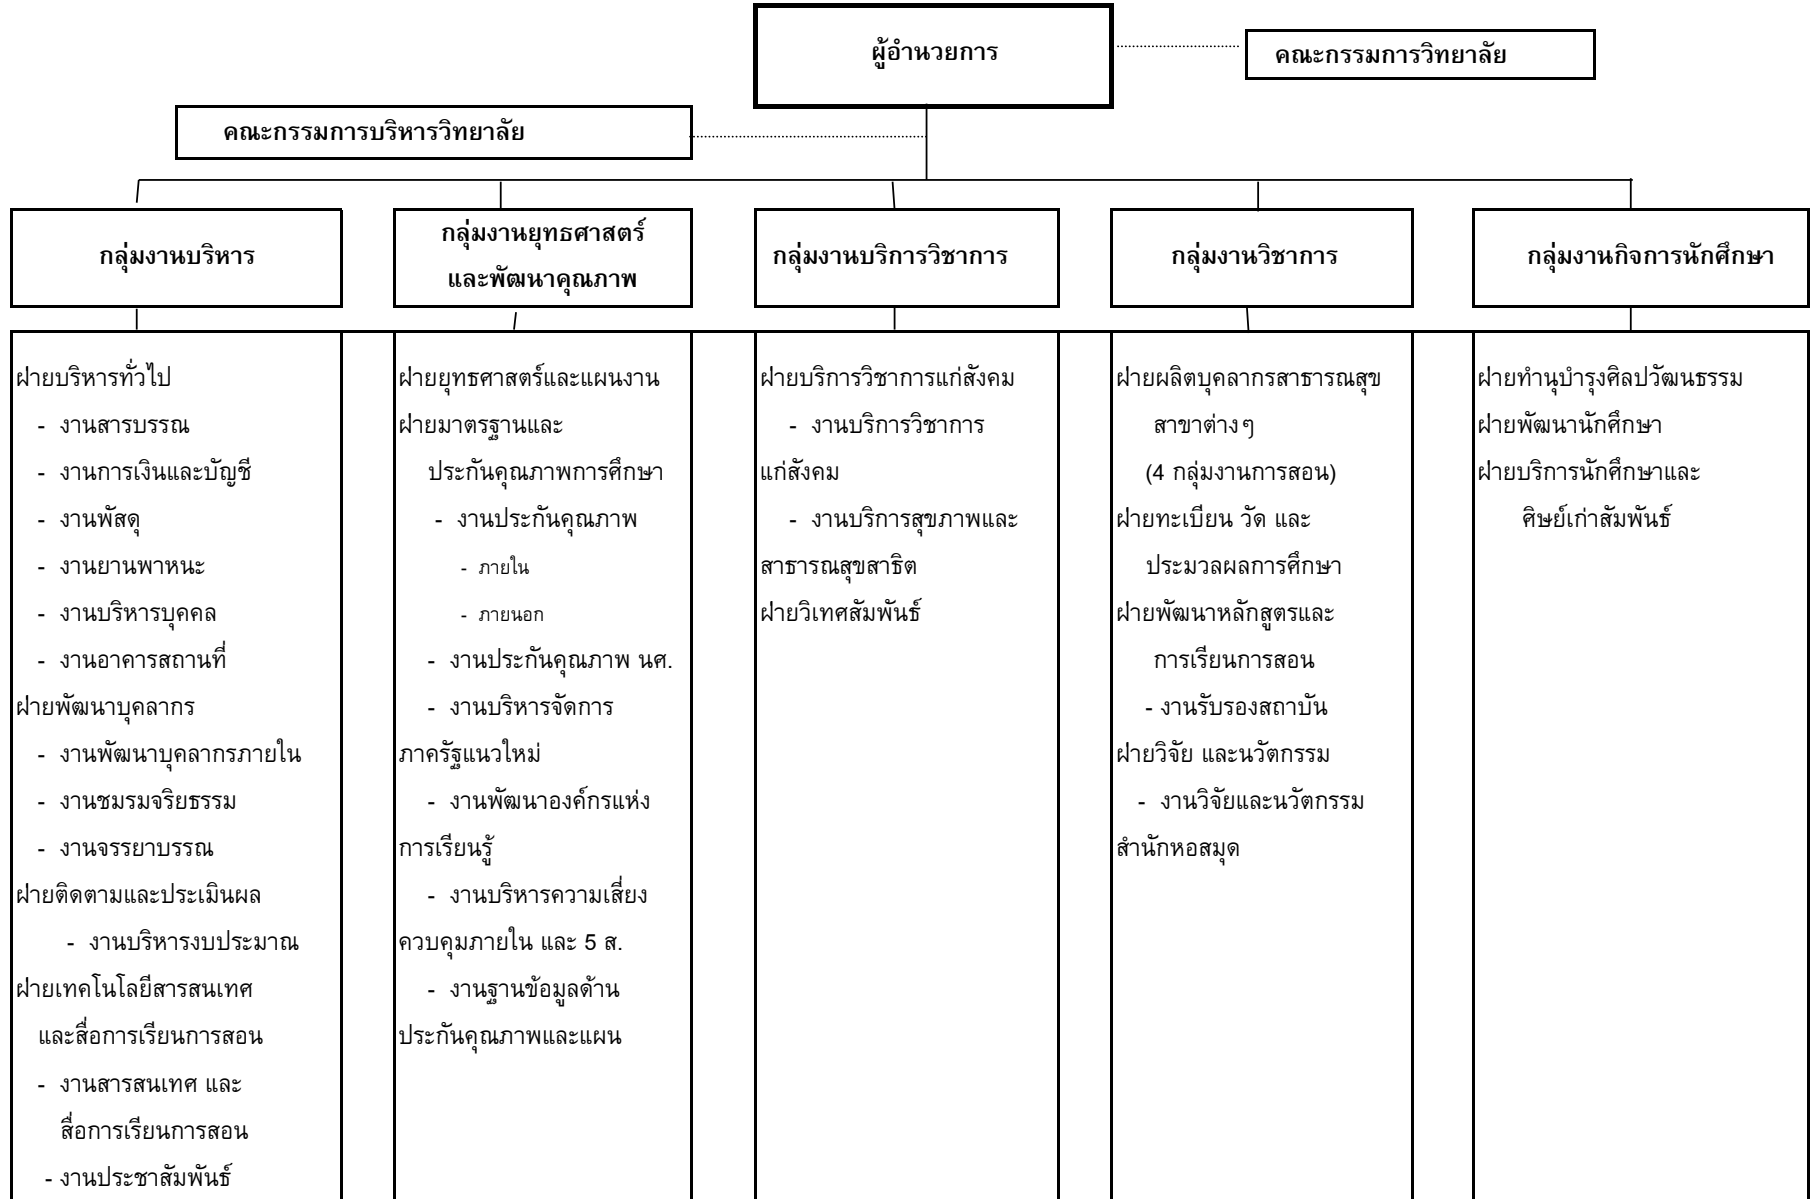 ผู้อำนวยการ
คณะกรรมการวิทยาลัย
คณะกรรมการบริหารวิทยาลัย
กลุ่มงานบริหาร
กลุ่มงานยุทธศาสตร์
และพัฒนาคุณภาพ
กลุ่มงานบริการวิชาการ
กลุ่มงานวิชาการ
กลุ่มงานกิจการนักศึกษา
ฝ่ายบริหารทั่วไป
- งานสารบรรณ
- งานการเงินและบัญชี
- งานพัสดุ
- งานยานพาหนะ
- งานบริหารบุคคล
- งานอาคารสถานที่
ฝ่ายพัฒนาบุคลากร
- งานพัฒนาบุคลากรภายใน
- งานชมรมจริยธรรม
- งานจรรยาบรรณ
ฝ่ายติดตามและประเมินผล
- งานบริหารงบประมาณ
ฝ่ายเทคโนโลยีสารสนเทศ
และสื่อการเรียนการสอน
- งานสารสนเทศ และ
สื่อการเรียนการสอน
- งานประชาสัมพันธ์
ฝ่ายยุทธศาสตร์และแผนงาน
ฝ่ายมาตรฐานและ
ประกันคุณภาพการศึกษา
- งานประกันคุณภาพ
- ภายใน
- ภายนอก
- งานประกันคุณภาพ นศ.
- งานบริหารจัดการ
ภาครัฐแนวใหม่
- งานพัฒนาองค์กรแห่ง
การเรียนรู้
- งานบริหารความเสี่ยง
ควบคุมภายใน และ 5 ส.
- งานฐานข้อมูลด้าน
ประกันคุณภาพและแผน
ฝ่ายบริการวิชาการแก่สังคม
- งานบริการวิชาการ
แก่สังคม
- งานบริการสุขภาพและ
สาธารณสุขสาธิต
ฝ่ายวิเทศสัมพันธ์
ฝ่ายผลิตบุคลากรสาธารณสุข
สาขาต่างๆ
(4 กลุ่มงานการสอน)
ฝ่ายทะเบียน วัด และ
ประมวลผลการศึกษา
ฝ่ายพัฒนาหลักสูตรและ
การเรียนการสอน
- งานรับรองสถาบัน
ฝ่ายวิจัย และนวัตกรรม
- งานวิจัยและนวัตกรรม
สำนักหอสมุด
ฝ่ายทำนุบำรุงศิลปวัฒนธรรม
ฝ่ายพัฒนานักศึกษา
ฝ่ายบริการนักศึกษาและ
ศิษย์เก่าสัมพันธ์